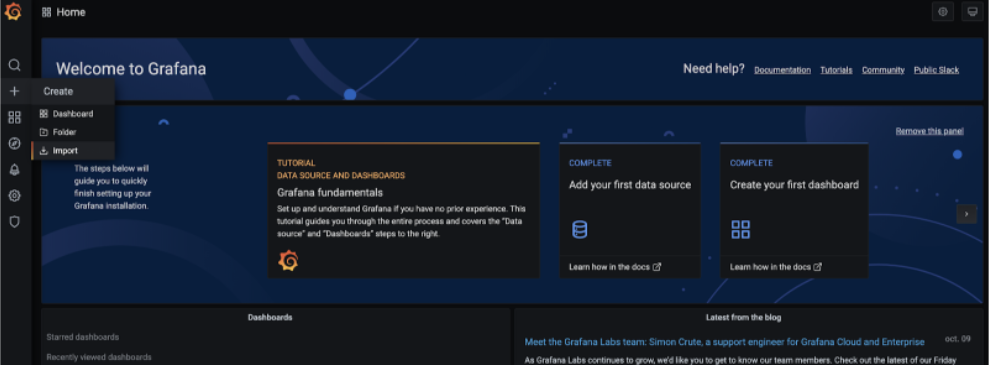 Home
Welcome to Grafana
Need help?
Documentation
Tutorials
Community
Public Slack
Create
Dashboard
Folder
Import
Remove this panel
The steps below will
guide you to quickly
finish setting up your
Grafana installation.
TUTORIAL
DATA SOURCE AND DASHBOARDS
Grafana fundamentals
Set up and understand Grafana if you have no prior experience. This
tutorial guides you through the entire process and covers the “Data
source” and “Dashboards” steps to the right.
COMPLETE
Add your first data source
Learn how in the docs
COMPLETE
Create your first dashboard
Learn how in the docs
Dashboards
Starred dashboards
Recently viewed dashboards
Latest from the blog
Meet the Grafana Labs team: Simon Crute, a support engineer for Grafana Cloud and Enterprise
oct. 09
As Grafana Labs continues to grow, we'd like you to get to know our team members. Check out the latest of our Friday